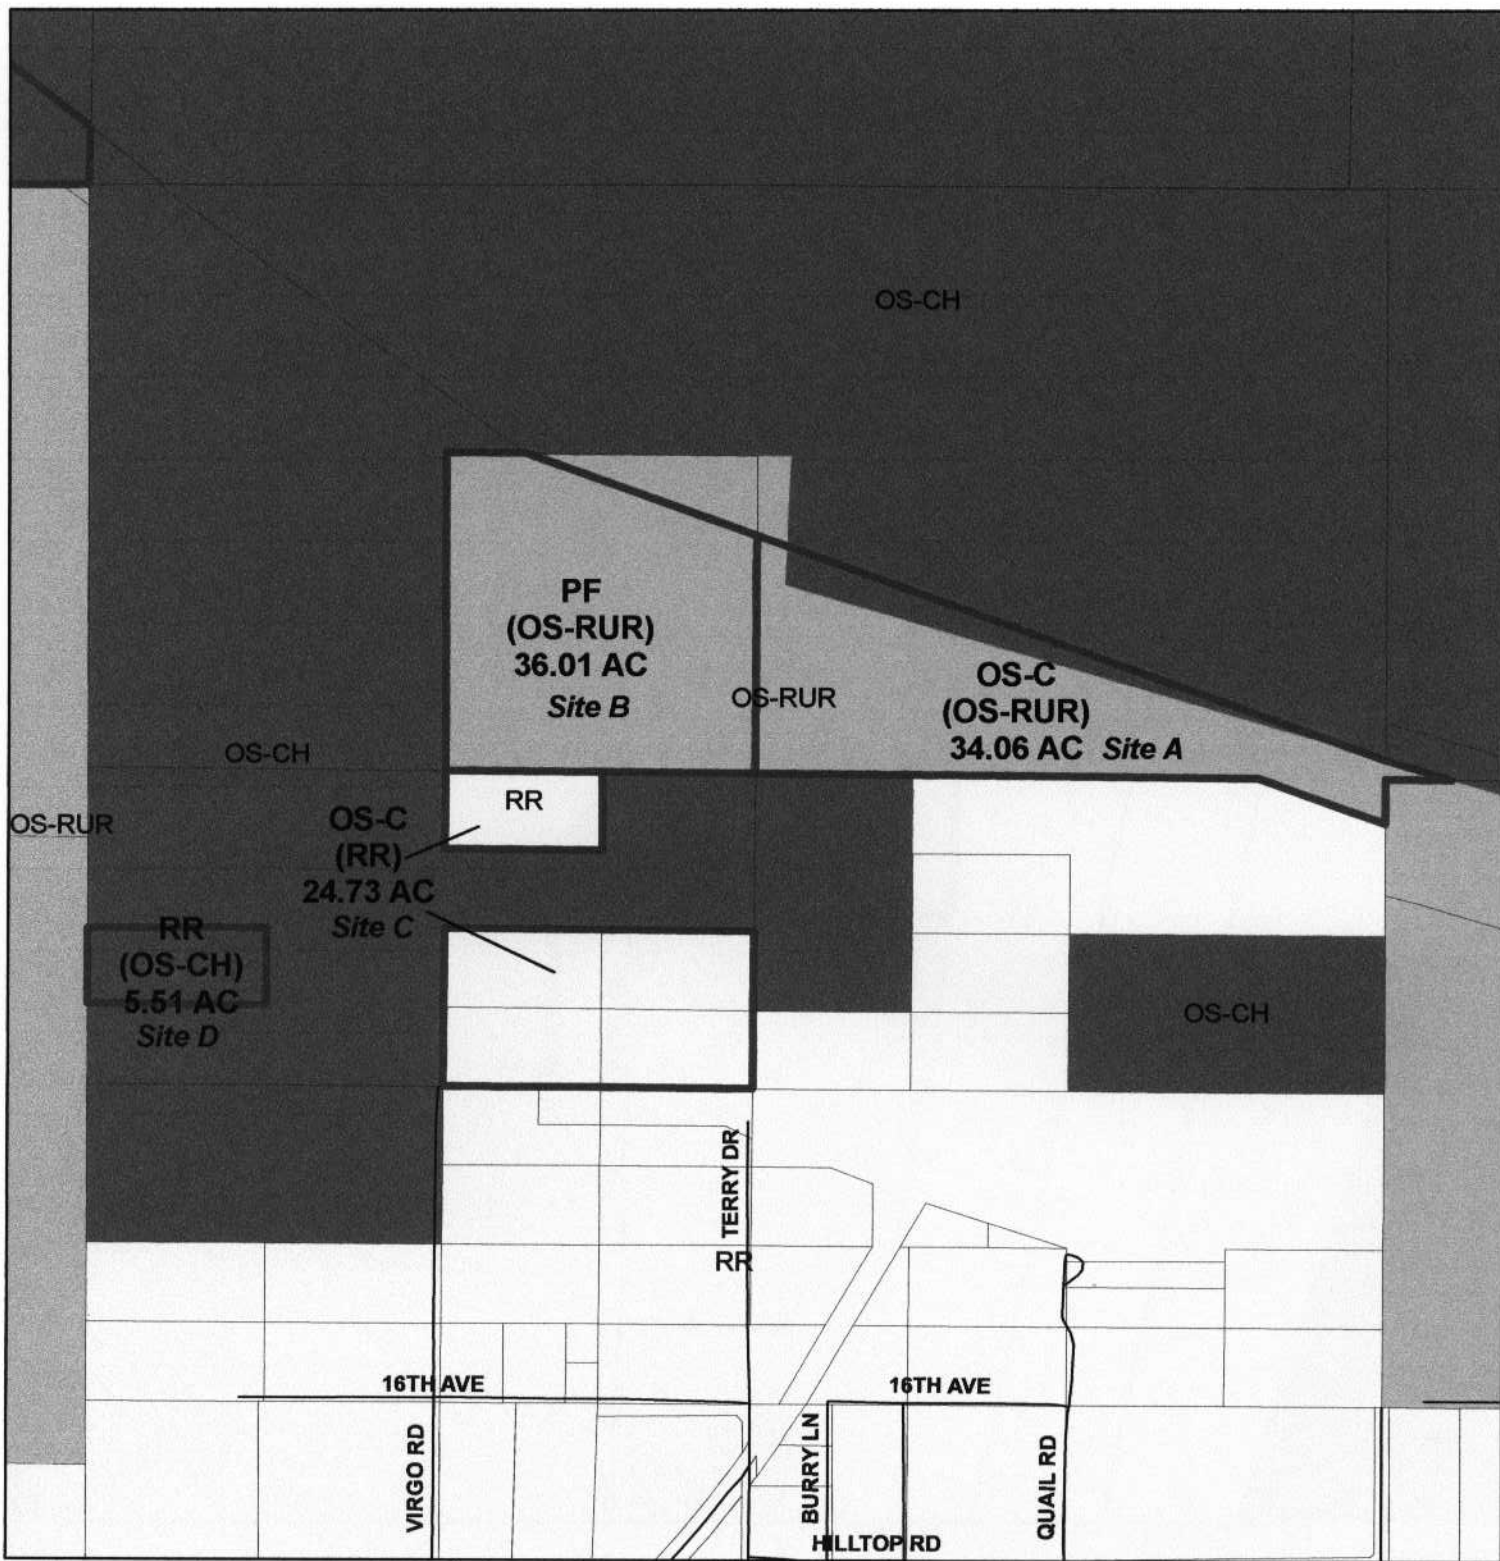 OS-CH
PF
(OS-RUR)
36.01 AC
Site B
OS-RUR
OS-C
(OS-RUR)
34.06 AC Site A
OS-CH
OS-RUR
RR
OS-C
(RR)
24.73 AC
Site C
RR
(OS-CH)
5.51 AC
Site D
OS-CH
TERRY DR
RR
16TH AVE
16TH AVE
VIRGO RD
BURRY LN
QUAIL RD
HILLTOP RD